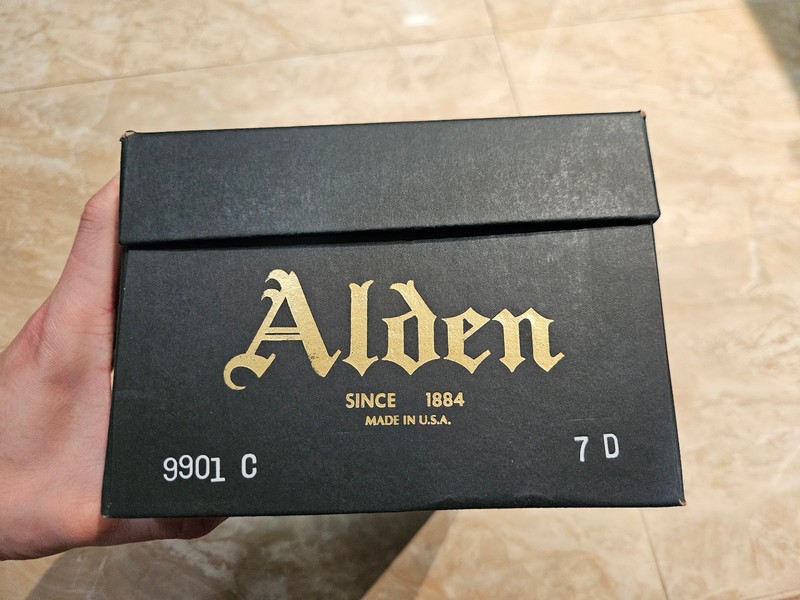 Alden
SINCE 1884
MADE IN U.S.A.
9901 C 7 D